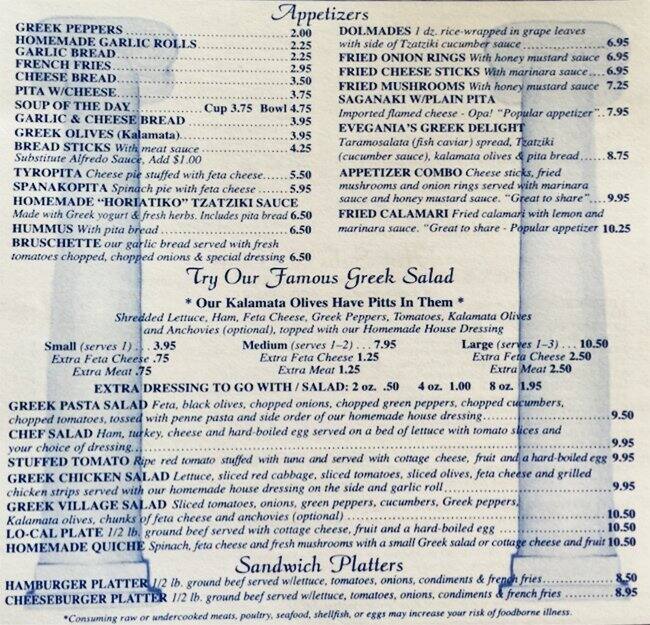 Appetizers
GREEK PEPPERS 2.00
HOMEMADE GARLIC ROLLS 2.25
GARLIC BREAD 2.25
FRENCH FRIES 2.95
CHEESE BREAD 3.50
PITA W/CHEESE 3.75
SOUP OF THE DAY Cup 3.75 Bowl 4.75
GARLIC & CHEESE BREAD 3.95
GREEK OLIVES (Kalamata) 3.95
BREAD STICKS With meat sauce 4.25
Substitute Alfredo Sauce, Add $1.00
TYROPITA Cheese pie stuffed with feta cheese 5.50
SPANAKOPITA Spinach pie with feta cheese 5.95
HOMEMADE "HORIATIKO" TZATZIKI SAUCE
Made with Greek yogurt & fresh herbs. Includes pita bread 6.50
HUMMUS With pita bread 6.50
BRUSCHETTE our garlic bread served with fresh
tomatoes chopped, chopped onions & special dressing 6.50
DOLMADES 1 dz. rice-wrapped in grape leaves
with side of Tzatziki cucumber sauce 6.95
FRIED ONION RINGS With honey mustard sauce 6.95
FRIED CHEESE STICKS With marinara sauce 6.95
FRIED MUSHROOMS With honey mustard sauce 7.25
SAGANAKI W/PLAIN PITA
Imported flamed cheese - Opa! "Popular appetizer" 7.95
EVEGANIA'S GREEK DELIGHT
Taramosalata (fish caviar) spread, Tzatziki
(cucumber sauce), kalamata olives & pita bread 8.75
APPETIZER COMBO Cheese sticks, fried
mushrooms and onion rings served with marinara
sauce and honey mustard sauce. "Great to share" 9.95
FRIED CALAMARI Fried calamari with lemon and
marinara sauce. "Great to share - Popular appetizer 10.25
Try Our Famous Greek Salad
* Our Kalamata Olives Have Pitts In Them *
Shredded Lettuce, Ham, Feta Cheese, Greek Peppers, Tomatoes, Kalamata Olives
and Anchovies (optional), topped with our Homemade House Dressing
Small (serves 1) . . . 3.95 Medium (serves 1–2) . . . 7.95 Large (serves 1–3) . . . 10.50
Extra Feta Cheese .75 Extra Feta Cheese 1.25 Extra Feta Cheese 2.50
Extra Meat .75 Extra Meat 1.25 Extra Meat 2.50
EXTRA DRESSING TO GO WITH / SALAD: 2 oz. .50 4 oz. 1.00 8 oz. 1.95
GREEK PASTA SALAD Feta, black olives, chopped onions, chopped green peppers, chopped cucumbers,
chopped tomatoes, tossed with penne pasta and side order of our homemade house dressing 9.50
CHEF SALAD Ham, turkey, cheese and hard-boiled egg served on a bed of lettuce with tomato slices and
your choice of dressing 9.95
STUFFED TOMATO Ripe red tomato stuffed with tuna and served with cottage cheese, fruit and a hard-boiled egg 9.95
GREEK CHICKEN SALAD Lettuce, sliced red cabbage, sliced tomatoes, sliced olives, feta cheese and grilled
chicken strips served with our homemade house dressing on the side and garlic roll 9.95
GREEK VILLAGE SALAD Sliced tomatoes, onions, green peppers, cucumbers, Greek peppers,
Kalamata olives, chunks of feta cheese and anchovies (optional) 10.50
LO-CAL PLATE 1/2 lb. ground beef served with cottage cheese, fruit and a hard-boiled egg 10.50
HOMEMADE QUICHE Spinach, feta cheese and fresh mushrooms with a small Greek salad or cottage cheese and fruit 10.50
Sandwich Platters
HAMBURGER PLATTER 1/2 lb. ground beef served w/lettuce, tomatoes, onions, condiments & french fries 8.50
CHEESEBURGER PLATTER 1/2 lb. ground beef served w/lettuce, tomatoes, onions, condiments & french fries 8.95
*Consuming raw or undercooked meats, poultry, seafood, shellfish, or eggs may increase your risk of foodborne illness.